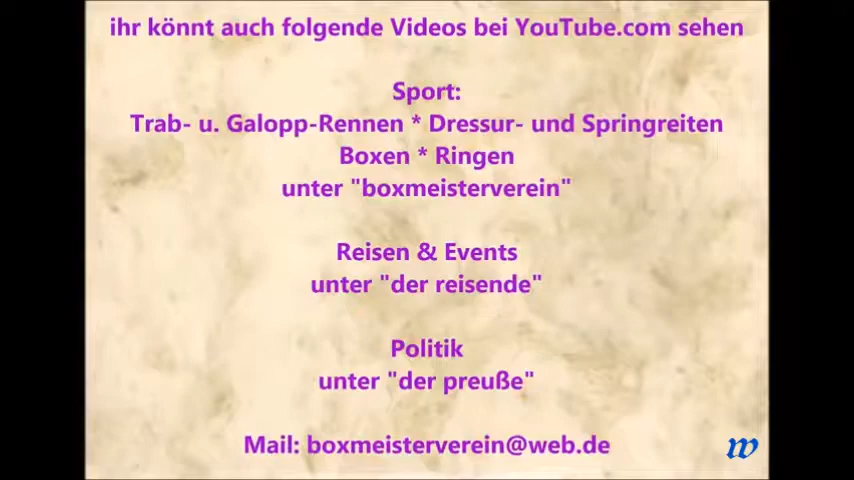 ihr könnt auch folgende Videos bei YouTube.com sehen
Sport:
Trab- u. Galopp-Rennen * Dressur- und Springreiten
Boxen * Ringen
unter "boxmeisterverein"
Reisen & Events
unter "der reisende"
Politik
unter "der preuße"
Mail: boxmeisterverein@web.de
w